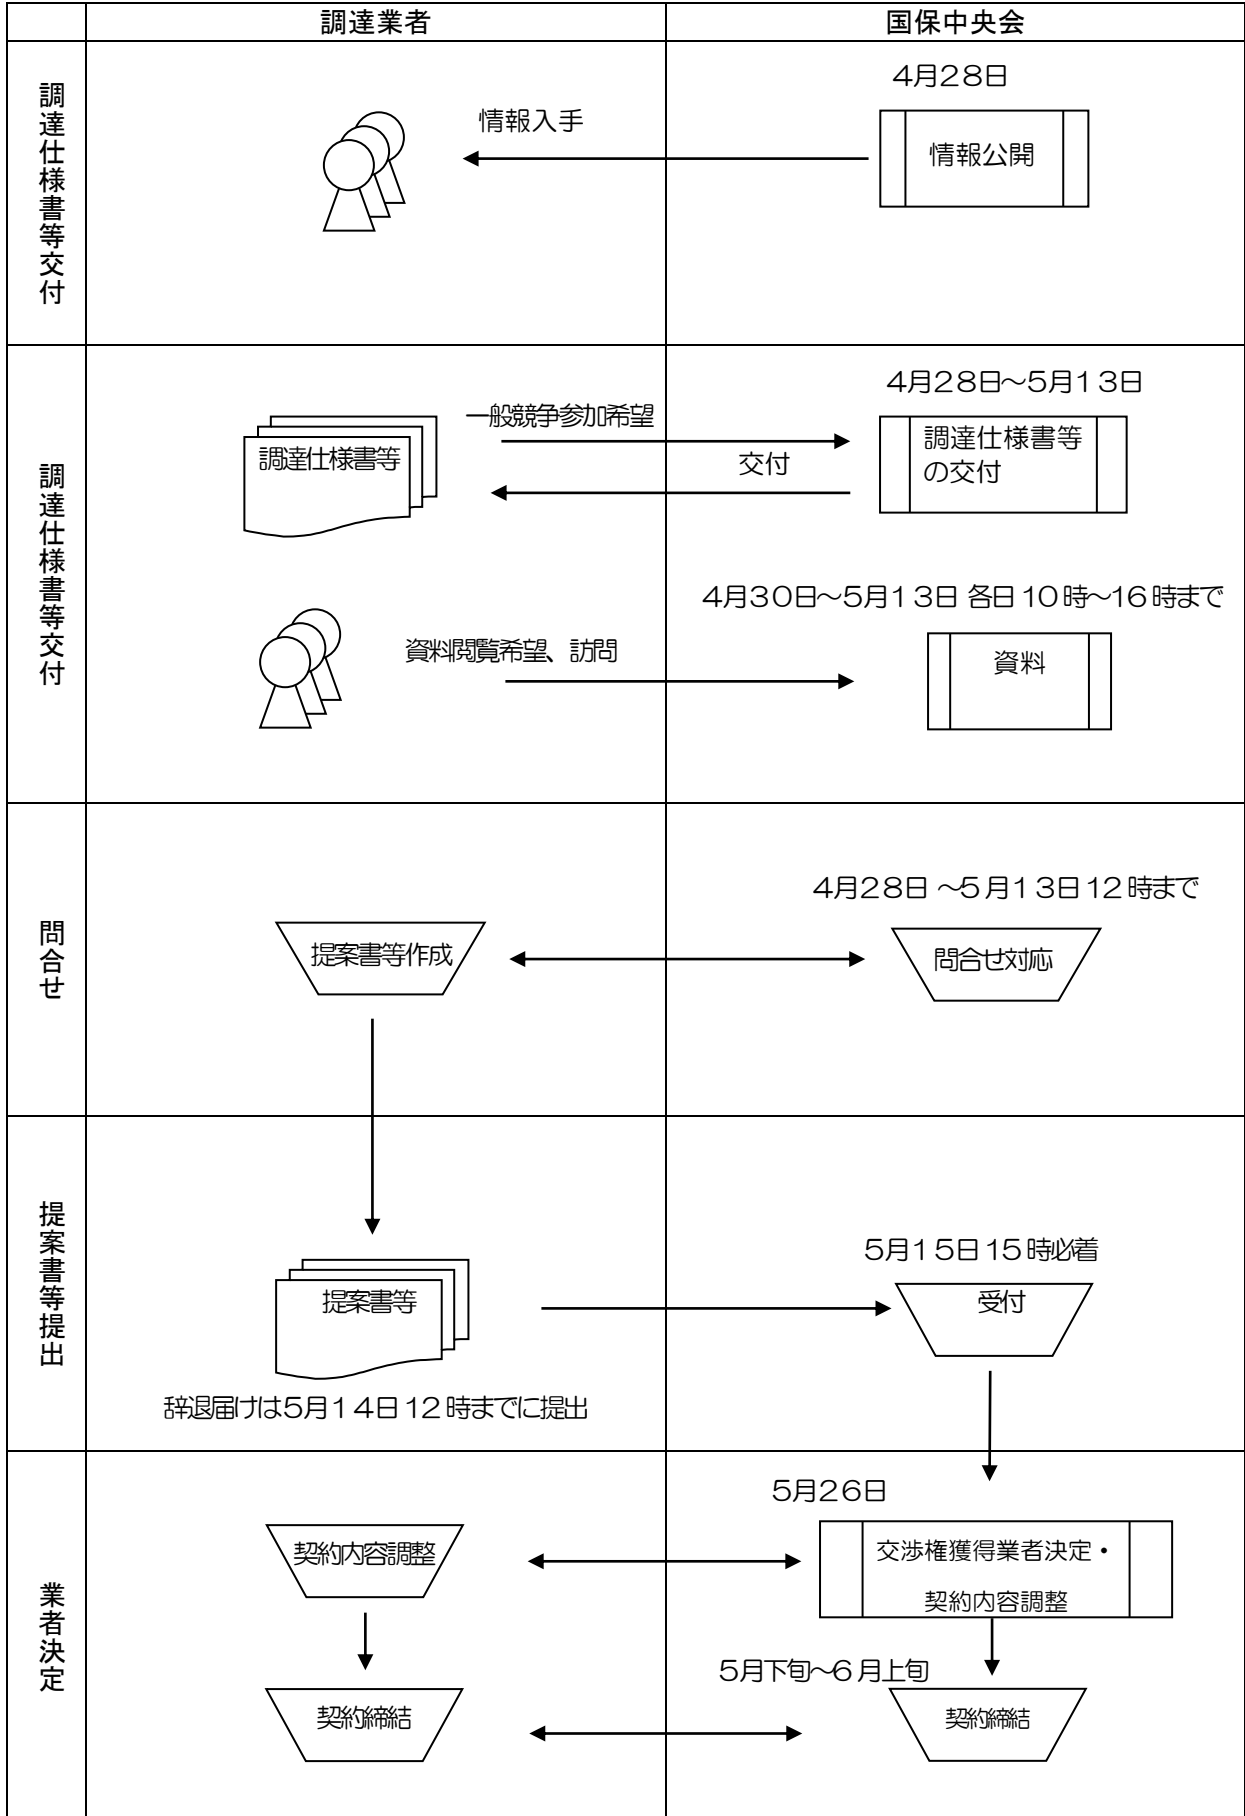 調達業者
国保中央会
調達仕様書等交付
4月28日
情報入手
情報公開
調達仕様書等交付
4月28日～5月13日
一般競争参加希望
調達仕様書等
の交付
調達仕様書等
交付
4月30日～5月13日 各日10時～16時まで
資料閲覧希望、訪問
資料
問合せ
4月28日～5月13日12時まで
提案書等作成
問合せ対応
提案書等提出
5月15日15時必着
提案書等
受付
辞退届けは5月14日12時までに提出
業者決定
5月26日
契約内容調整
交渉権獲得業者決定・
契約内容調整
5月下旬～6月上旬
契約締結
契約締結